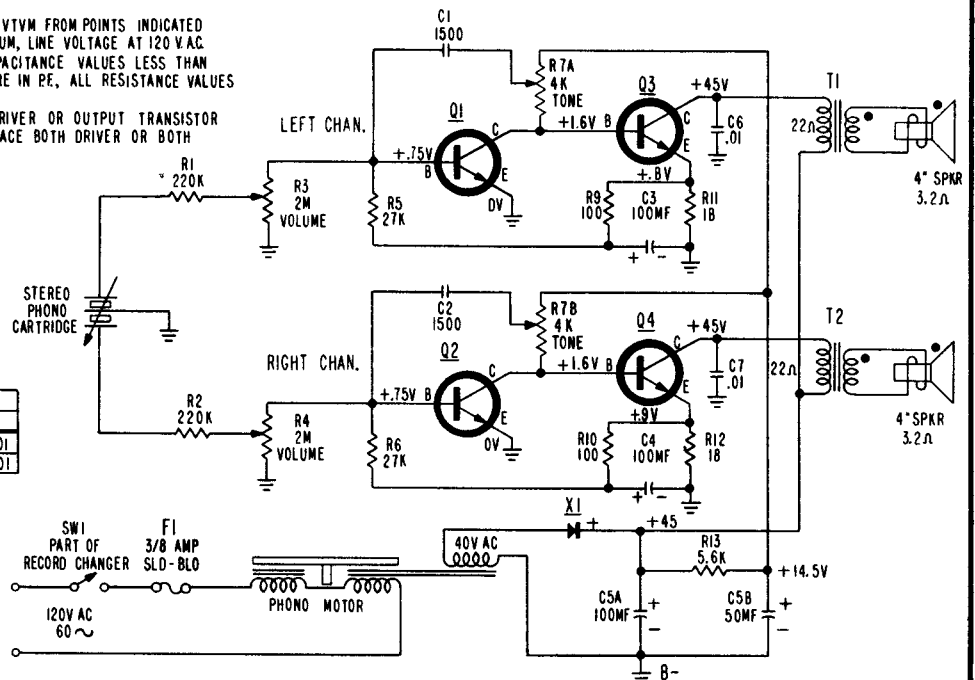 VTVM FROM POINTS INDICATED
UM, LINE VOLTAGE AT 120 V. AC.
PACITANCE VALUES LESS THAN
RE IN P.F., ALL RESISTANCE VALUES
RIVER OR OUTPUT TRANSISTOR
ACE BOTH DRIVER OR BOTH
C1
1500
R7A
4K
TONE
Q3
+45V
T1
LEFT CHAN.
Q1
C
+1.6V
B
C
E
C6
.01
22Ω
4" SPKR
3.2Ω
R1
220K
R3
2M
VOLUME
+.75V
B
E
0V
R5
27K
+.8V
R9
100
C3
100MF
R11
18
+ -
STEREO
PHONO
CARTRIDGE
C2
1500
R7B
4K
TONE
Q4
+45V
T2
RIGHT CHAN.
Q2
C
+1.6V
B
C
E
C7
.01
22Ω
4" SPKR
3.2Ω
R2
220K
R4
2M
VOLUME
+.75V
B
E
0V
R6
27K
+.9V
R10
100
C4
100MF
R12
18
+ -
01
01
X1
+
+45
SW1
PART OF
RECORD CHANGER
F1
3/8 AMP
SLO-BLO
40V AC
R13
5.6K
+14.5V
PHONO MOTOR
120V AC
60~
C5A
100MF
+
-
C5B
50MF
+
-
B-